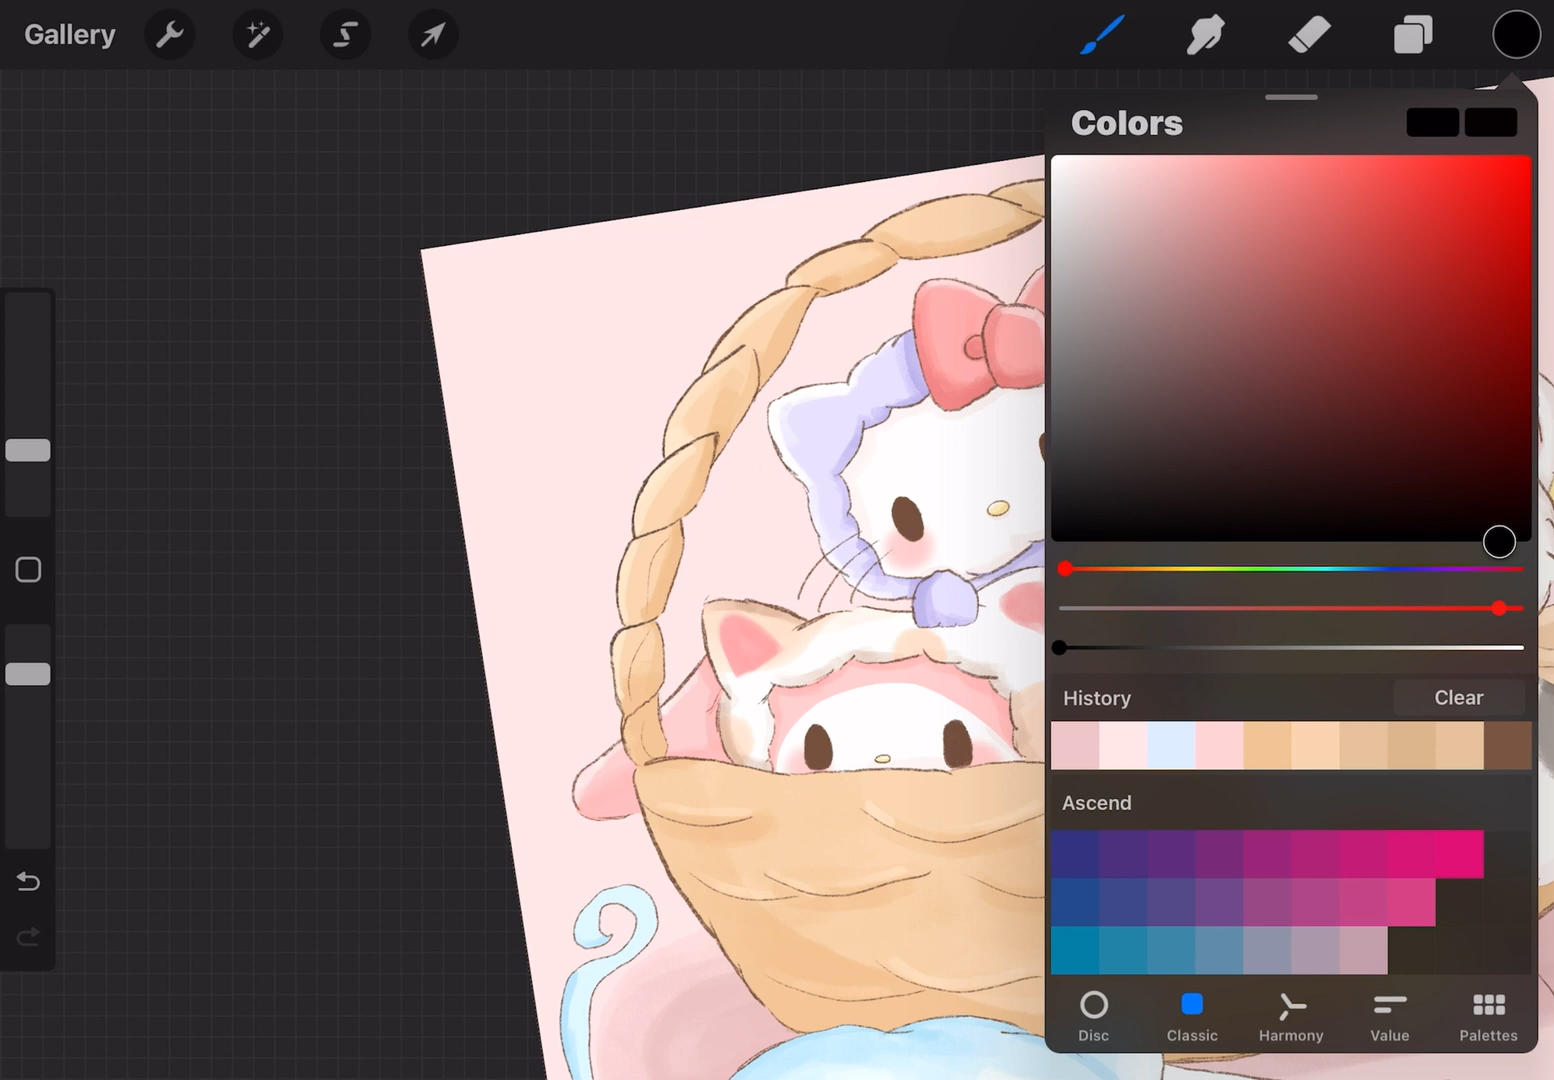 Gallery
Colors
History
Clear
Ascend
Disc
Classic
Harmony
Value
Palettes